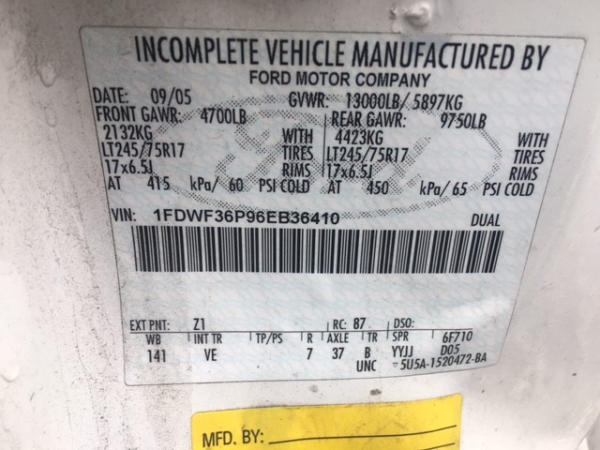 INCOMPLETE VEHICLE MANUFACTURED BY
FORD MOTOR COMPANY
DATE: 09/05 GVWR: 13000LB/ 5897KG
FRONT GAWR: 4700LB REAR GAWR: 9750LB
2132KG WITH 4423KG WITH
LT245/75R17 TIRES LT245/75R17 TIRES
17x6.5J RIMS 17x6.5J RIMS
AT 415 kPa/ 60 PSI COLD AT 450 kPa/ 65 PSI COLD
VIN: 1FDWF36P96EB36410 DUAL
EXT PNT: Z1 RC: 87 DSO:
WB INT TR TP/PS R AXLE TR SPR 6F710
141 VE 7 37 B YYJJ D05
UNC 5U5A-1520472-BA
MFD. BY: